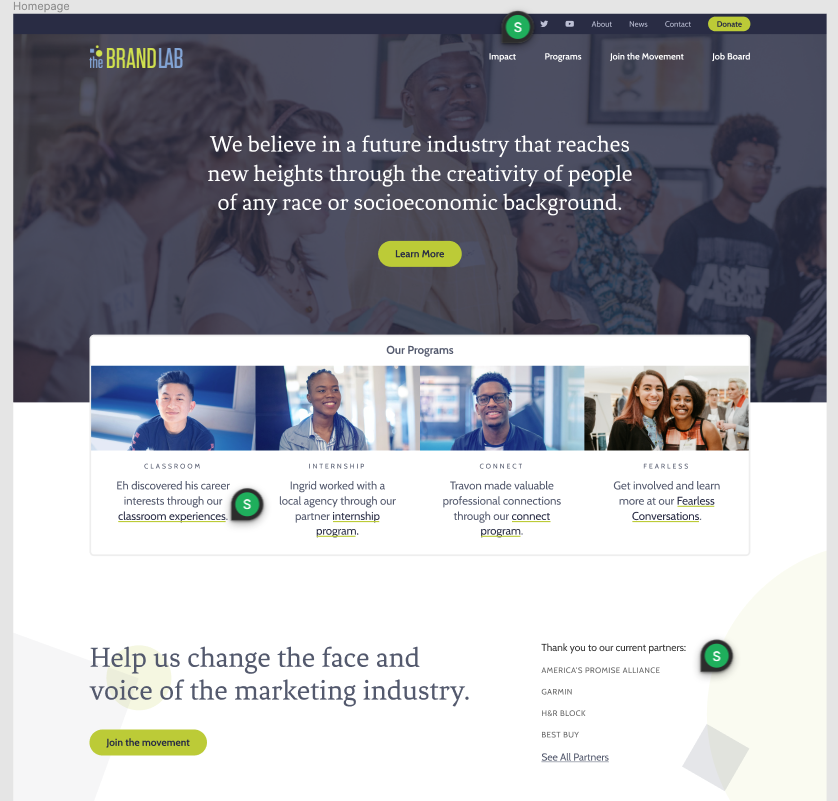 Homepage
S
About News Contact Donate
the BRANDLAB
Impact Programs Join the Movement Job Board
We believe in a future industry that reaches
new heights through the creativity of people
of any race or socioeconomic background.
Learn More
Our Programs
CLASSROOM
Eh discovered his career
interests through our
classroom experiences.
S
INTERNSHIP
Ingrid worked with a
local agency through our
partner internship
program.
CONNECT
Travon made valuable
professional connections
through our connect
program.
FEARLESS
Get involved and learn
more at our Fearless
Conversations.
Help us change the face and
voice of the marketing industry.
Join the movement
Thank you to our current partners:
S
AMERICA'S PROMISE ALLIANCE
GARMIN
H&R BLOCK
BEST BUY
See All Partners